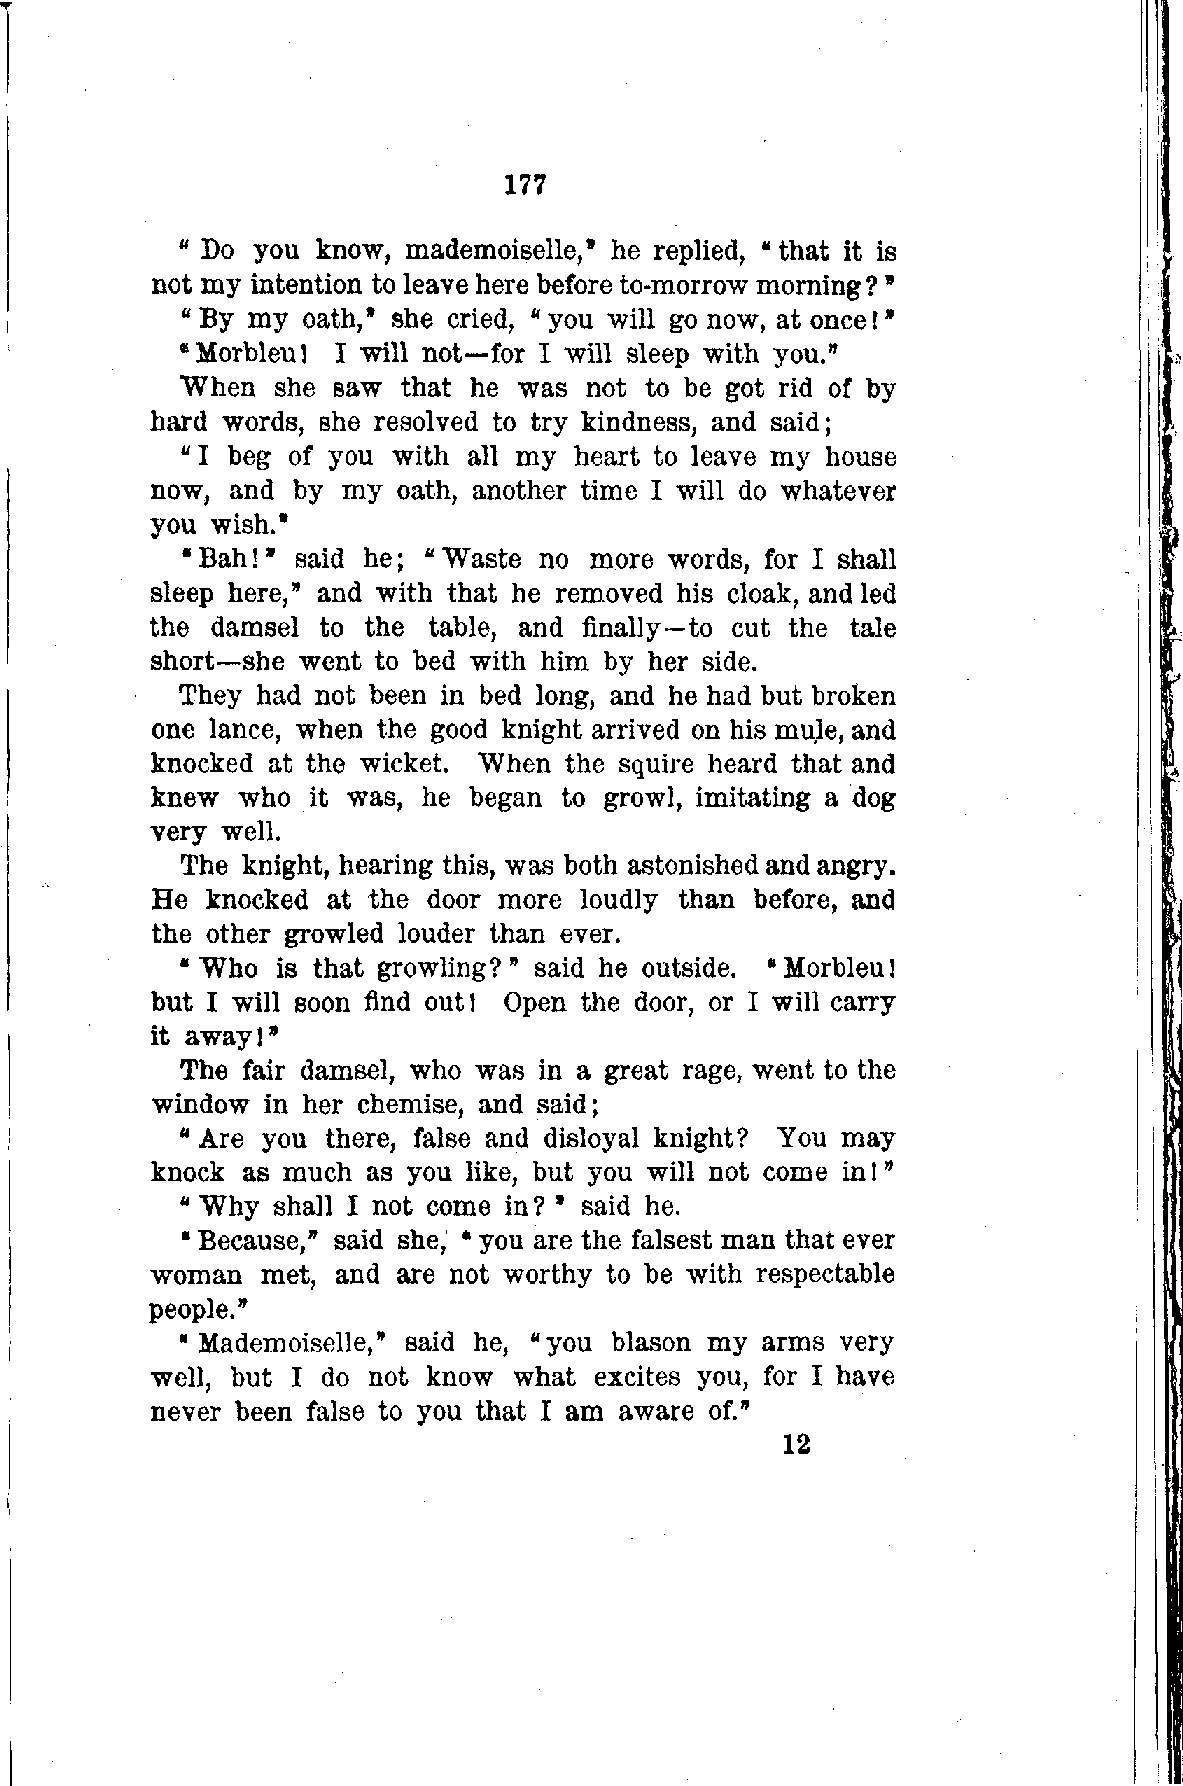 177
" Do you know, mademoiselle," he replied, "that it is
not my intention to leave here before to-morrow morning?"
"By my oath," she cried, "you will go now, at once!"
"Morbleu! I will not—for I will sleep with you."
When she saw that he was not to be got rid of by
hard words, she resolved to try kindness, and said;
"I beg of you with all my heart to leave my house
now, and by my oath, another time I will do whatever
you wish."
"Bah!" said he; "Waste no more words, for I shall
sleep here," and with that he removed his cloak, and led
the damsel to the table, and finally—to cut the tale
short—she went to bed with him by her side.
They had not been in bed long, and he had but broken
one lance, when the good knight arrived on his mule, and
knocked at the wicket. When the squire heard that and
knew who it was, he began to growl, imitating a dog
very well.
The knight, hearing this, was both astonished and angry.
He knocked at the door more loudly than before, and
the other growled louder than ever.
"Who is that growling?" said he outside. "Morbleu!
but I will soon find out! Open the door, or I will carry
it away!"
The fair damsel, who was in a great rage, went to the
window in her chemise, and said;
"Are you there, false and disloyal knight? You may
knock as much as you like, but you will not come in!"
"Why shall I not come in?" said he.
"Because," said she, "you are the falsest man that ever
woman met, and are not worthy to be with respectable
people."
"Mademoiselle," said he, "you blason my arms very
well, but I do not know what excites you, for I have
never been false to you that I am aware of."
12